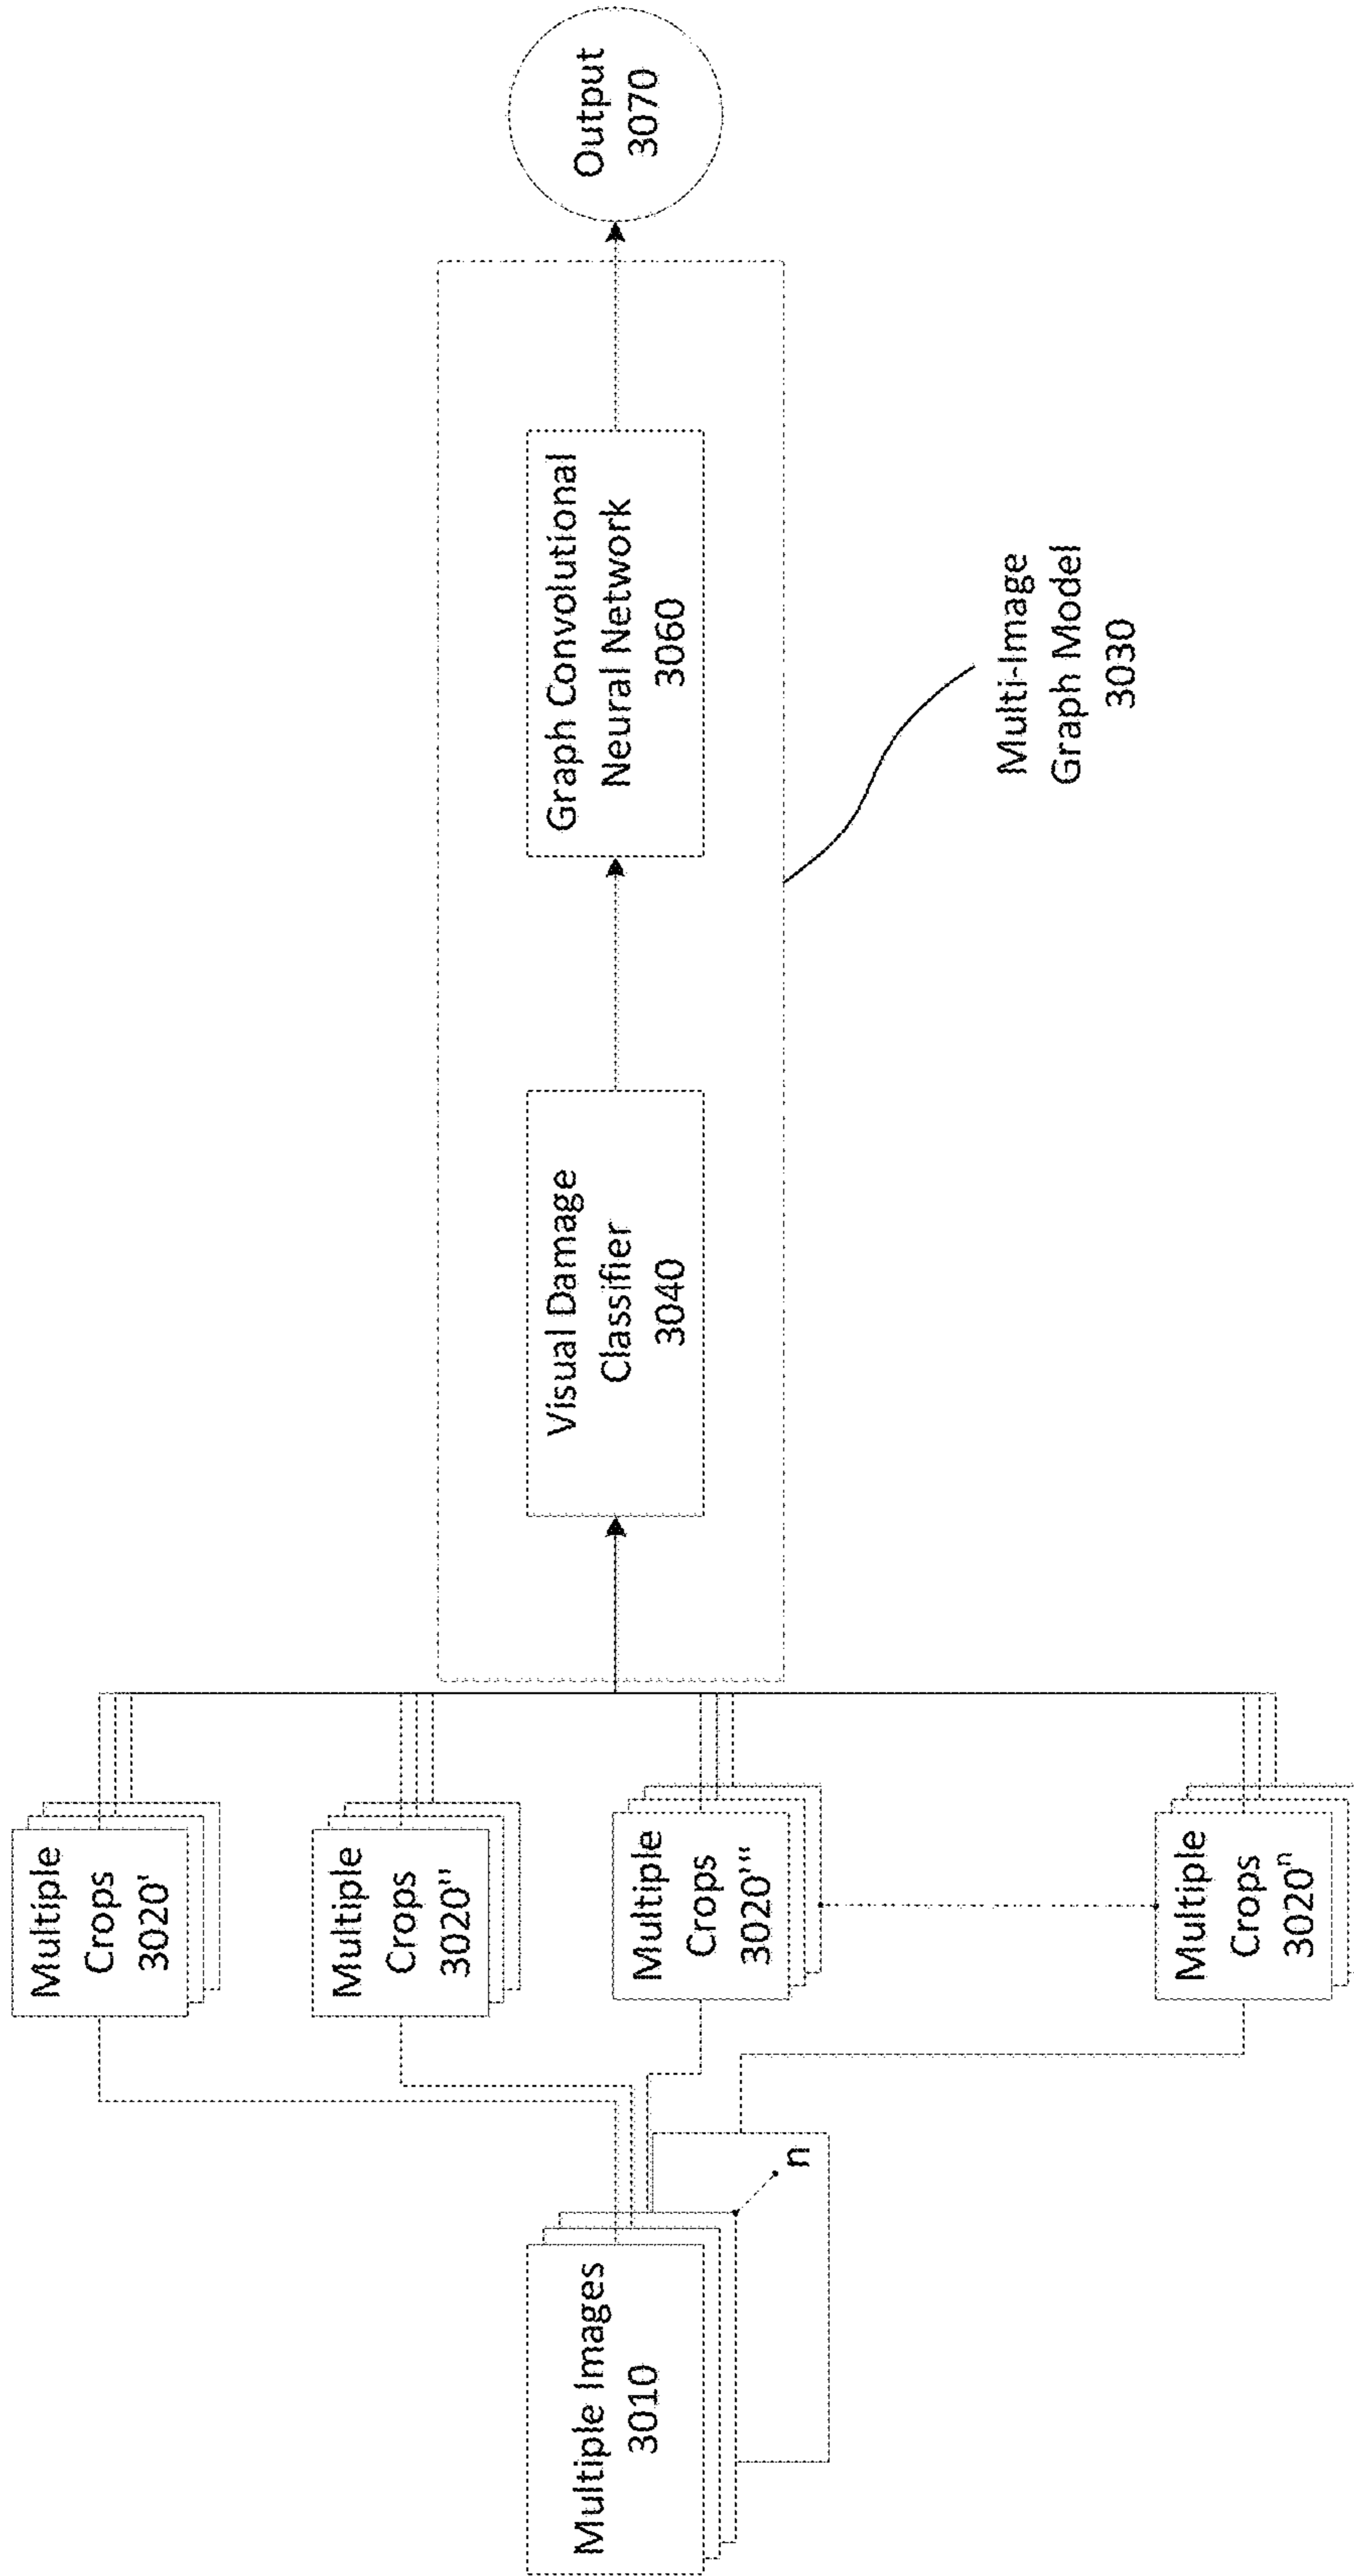 Multiple Images
3010
n
Multiple
Crops
3020'
Multiple
Crops
3020''
Multiple
Crops
3020'''
Multiple
Crops
3020ⁿ
Visual Damage
Classifier
3040
Graph Convolutional
Neural Network
3060
Multi-Image
Graph Model
3030
Output
3070